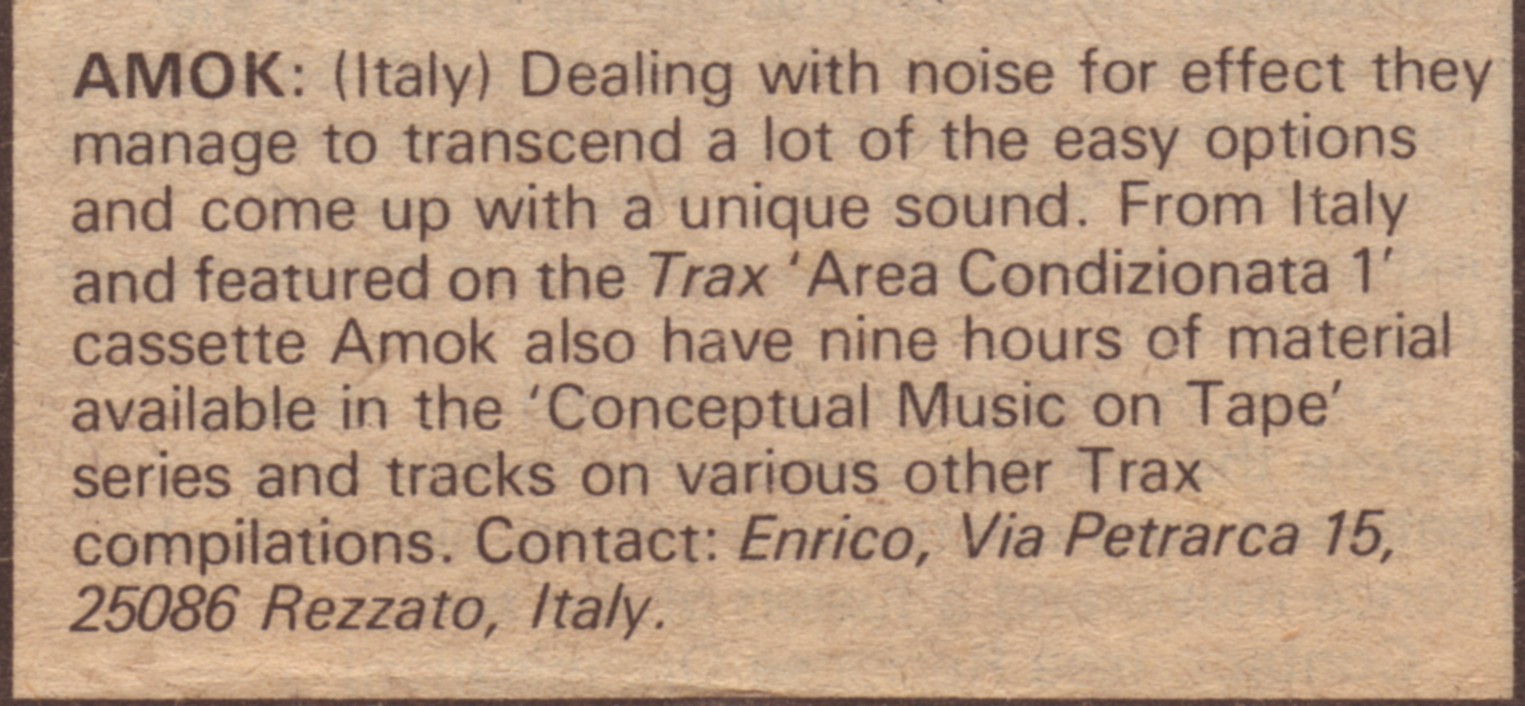 AMOK: (Italy) Dealing with noise for effect they
manage to transcend a lot of the easy options
and come up with a unique sound. From Italy
and featured on the Trax 'Area Condizionata 1'
cassette Amok also have nine hours of material
available in the 'Conceptual Music on Tape'
series and tracks on various other Trax
compilations. Contact: Enrico, Via Petrarca 15,
25086 Rezzato, Italy.